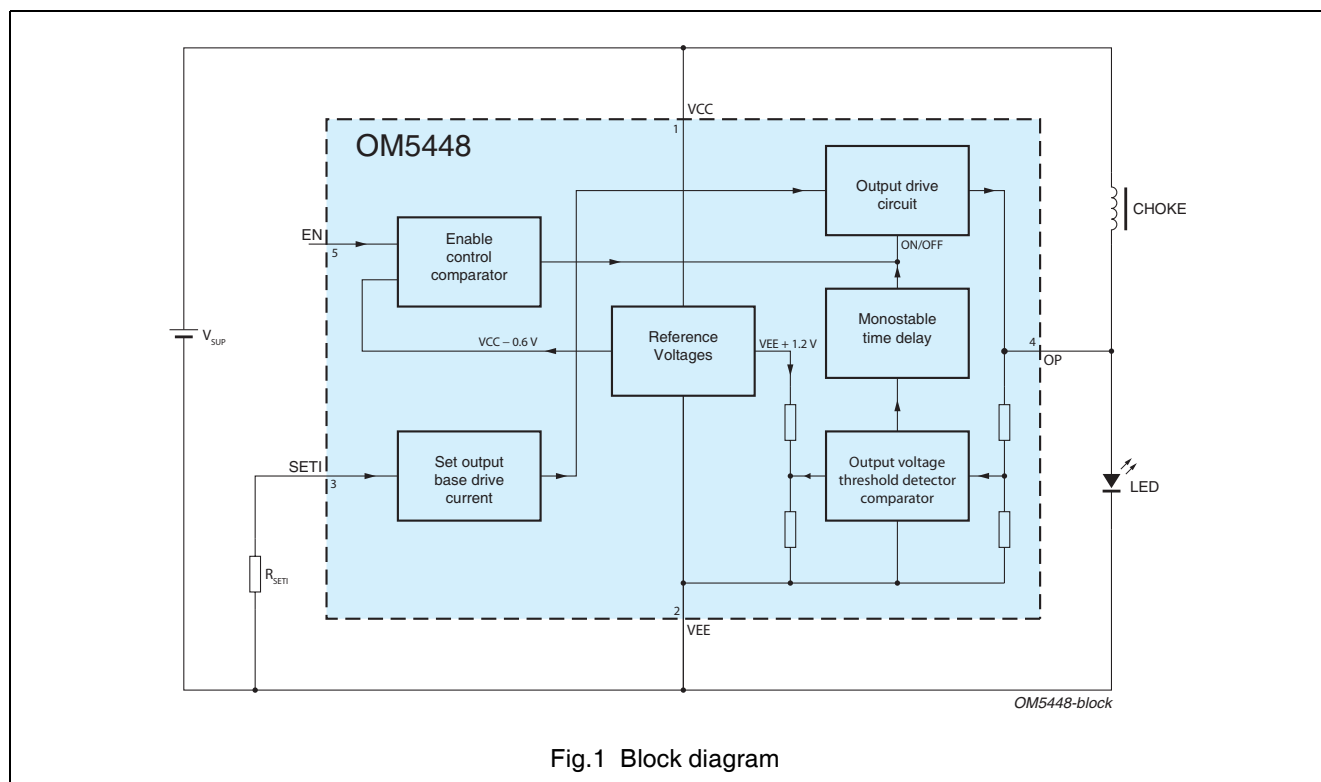 VCC
1
OM5448
Output drive
circuit
CHOKE
EN
5
Enable
control
comparator
ON/OFF
Reference
Voltages
Monostable
time delay
V_SUP
VCC – 0.6 V
VEE + 1.2 V
4
OP
SETI
3
Set output
base drive
current
Output voltage
threshold detector
comparator
LED
R_SETI
2
VEE
OM5448-block
Fig.1 Block diagram